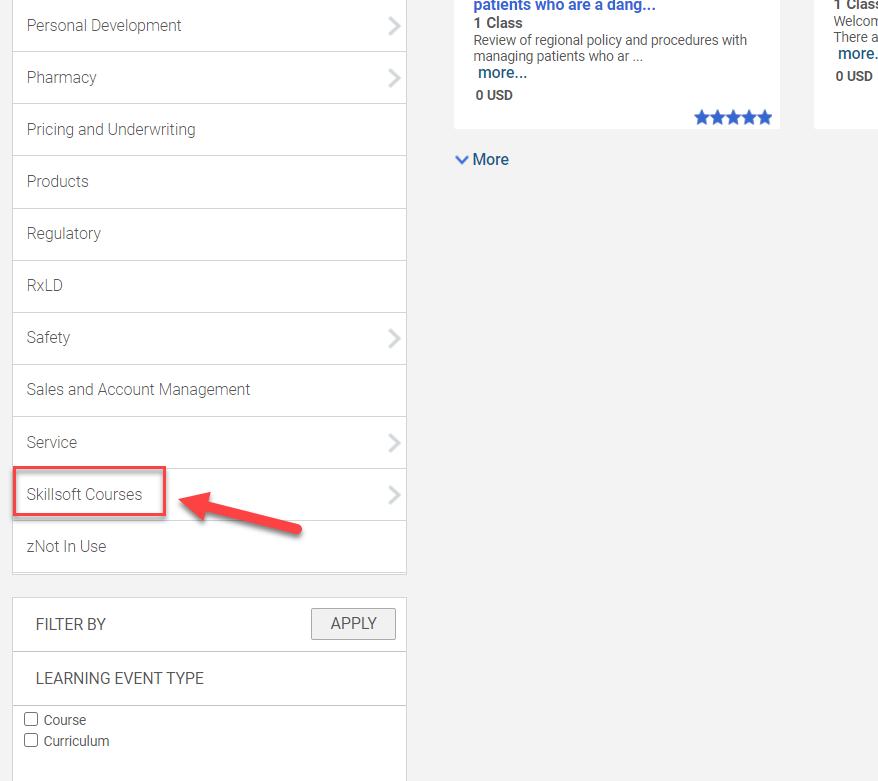 Personal Development
Pharmacy
Pricing and Underwriting
Products
Regulatory
RxLD
Safety
Sales and Account Management
Service
Skillsoft Courses
zNot In Use
FILTER BY
APPLY
LEARNING EVENT TYPE
Course
Curriculum
patients who are a dang...
1 Class
Review of regional policy and procedures with
managing patients who ar ...
more...
0 USD
More
1 Class
There a
more.
0 USD